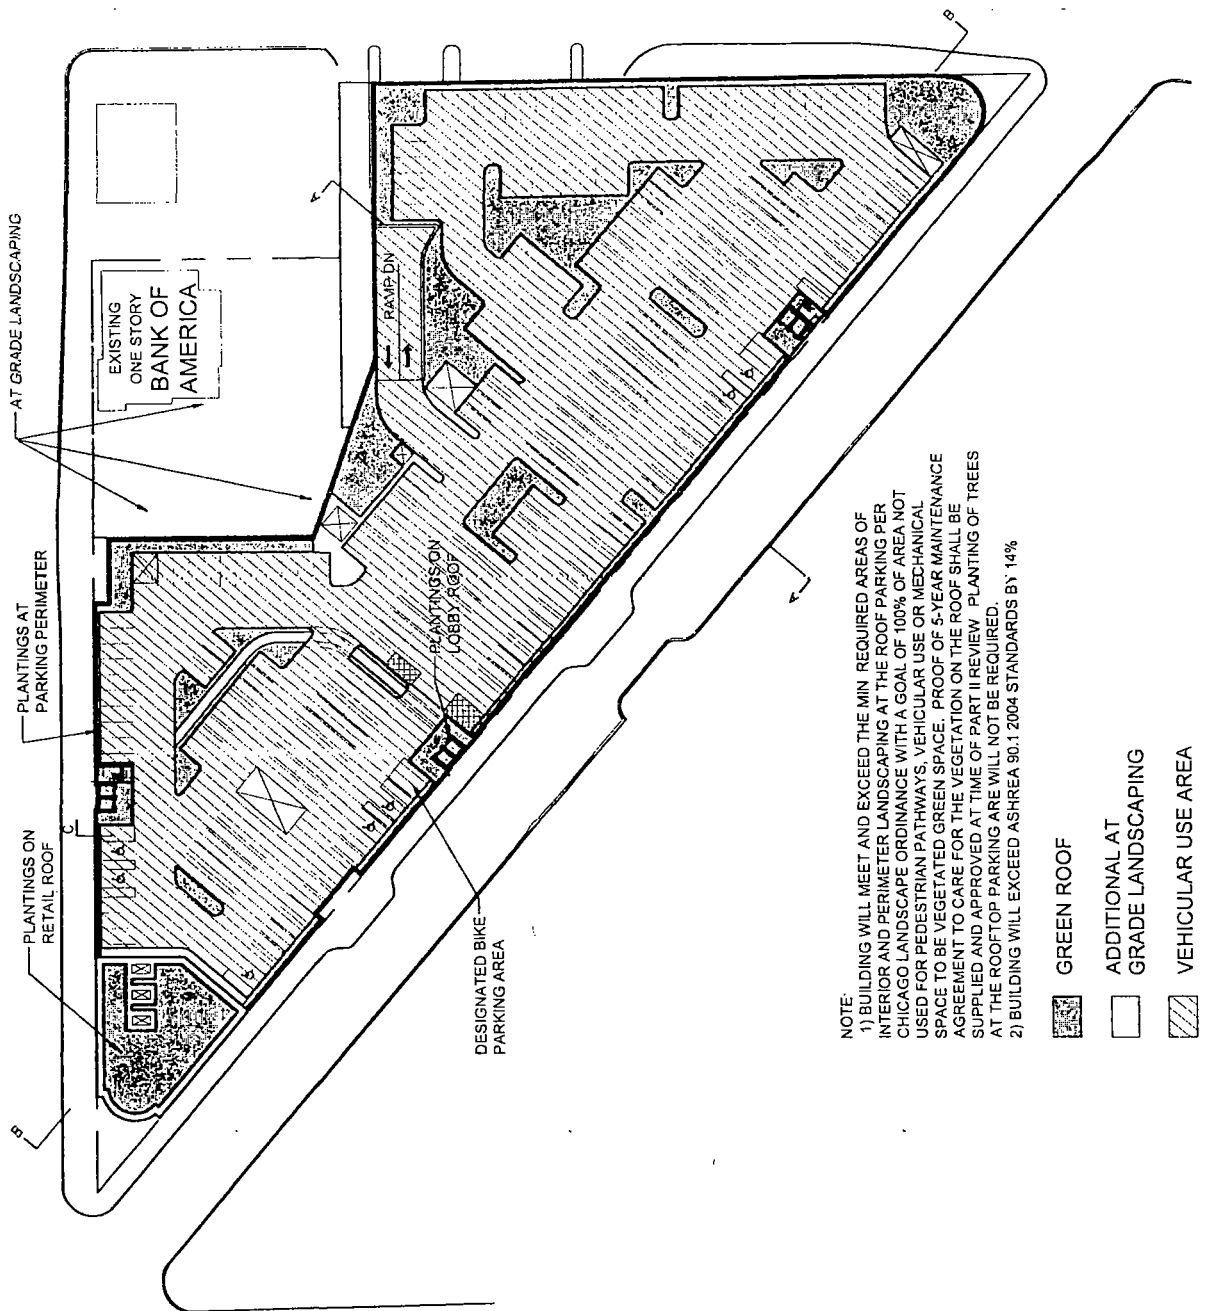 AT GRADE LANDSCAPING
PLANTINGS AT
PARKING PERIMETER
PLANTINGS ON
RETAIL ROOF
EXISTING
ONE STORY
BANK OF
AMERICA
RAMP DN
PLANTINGS ON
LOBBY ROOF
DESIGNATED BIKE
PARKING AREA
A
A
B
B
C
NOTE:
1) BUILDING WILL MEET AND EXCEED THE MIN REQUIRED AREAS OF
INTERIOR AND PERIMETER LANDSCAPING AT THE ROOF PARKING PER
CHICAGO LANDSCAPE ORDINANCE WITH A GOAL OF 100% OF AREA NOT
USED FOR PEDESTRIAN PATHWAYS, VEHICULAR USE OR MECHANICAL
SPACE TO BE VEGETATED GREEN SPACE. PROOF OF 5-YEAR MAINTENANCE
AGREEMENT TO CARE FOR THE VEGETATION ON THE ROOF SHALL BE
SUPPLIED AND APPROVED AT TIME OF PART II REVIEW PLANTING OF TREES
AT THE ROOFTOP PARKING ARE WILL NOT BE REQUIRED.
2) BUILDING WILL EXCEED ASHREA 90.1 2004 STANDARDS BY 14%
GREEN ROOF
ADDITIONAL AT
GRADE LANDSCAPING
VEHICULAR USE AREA